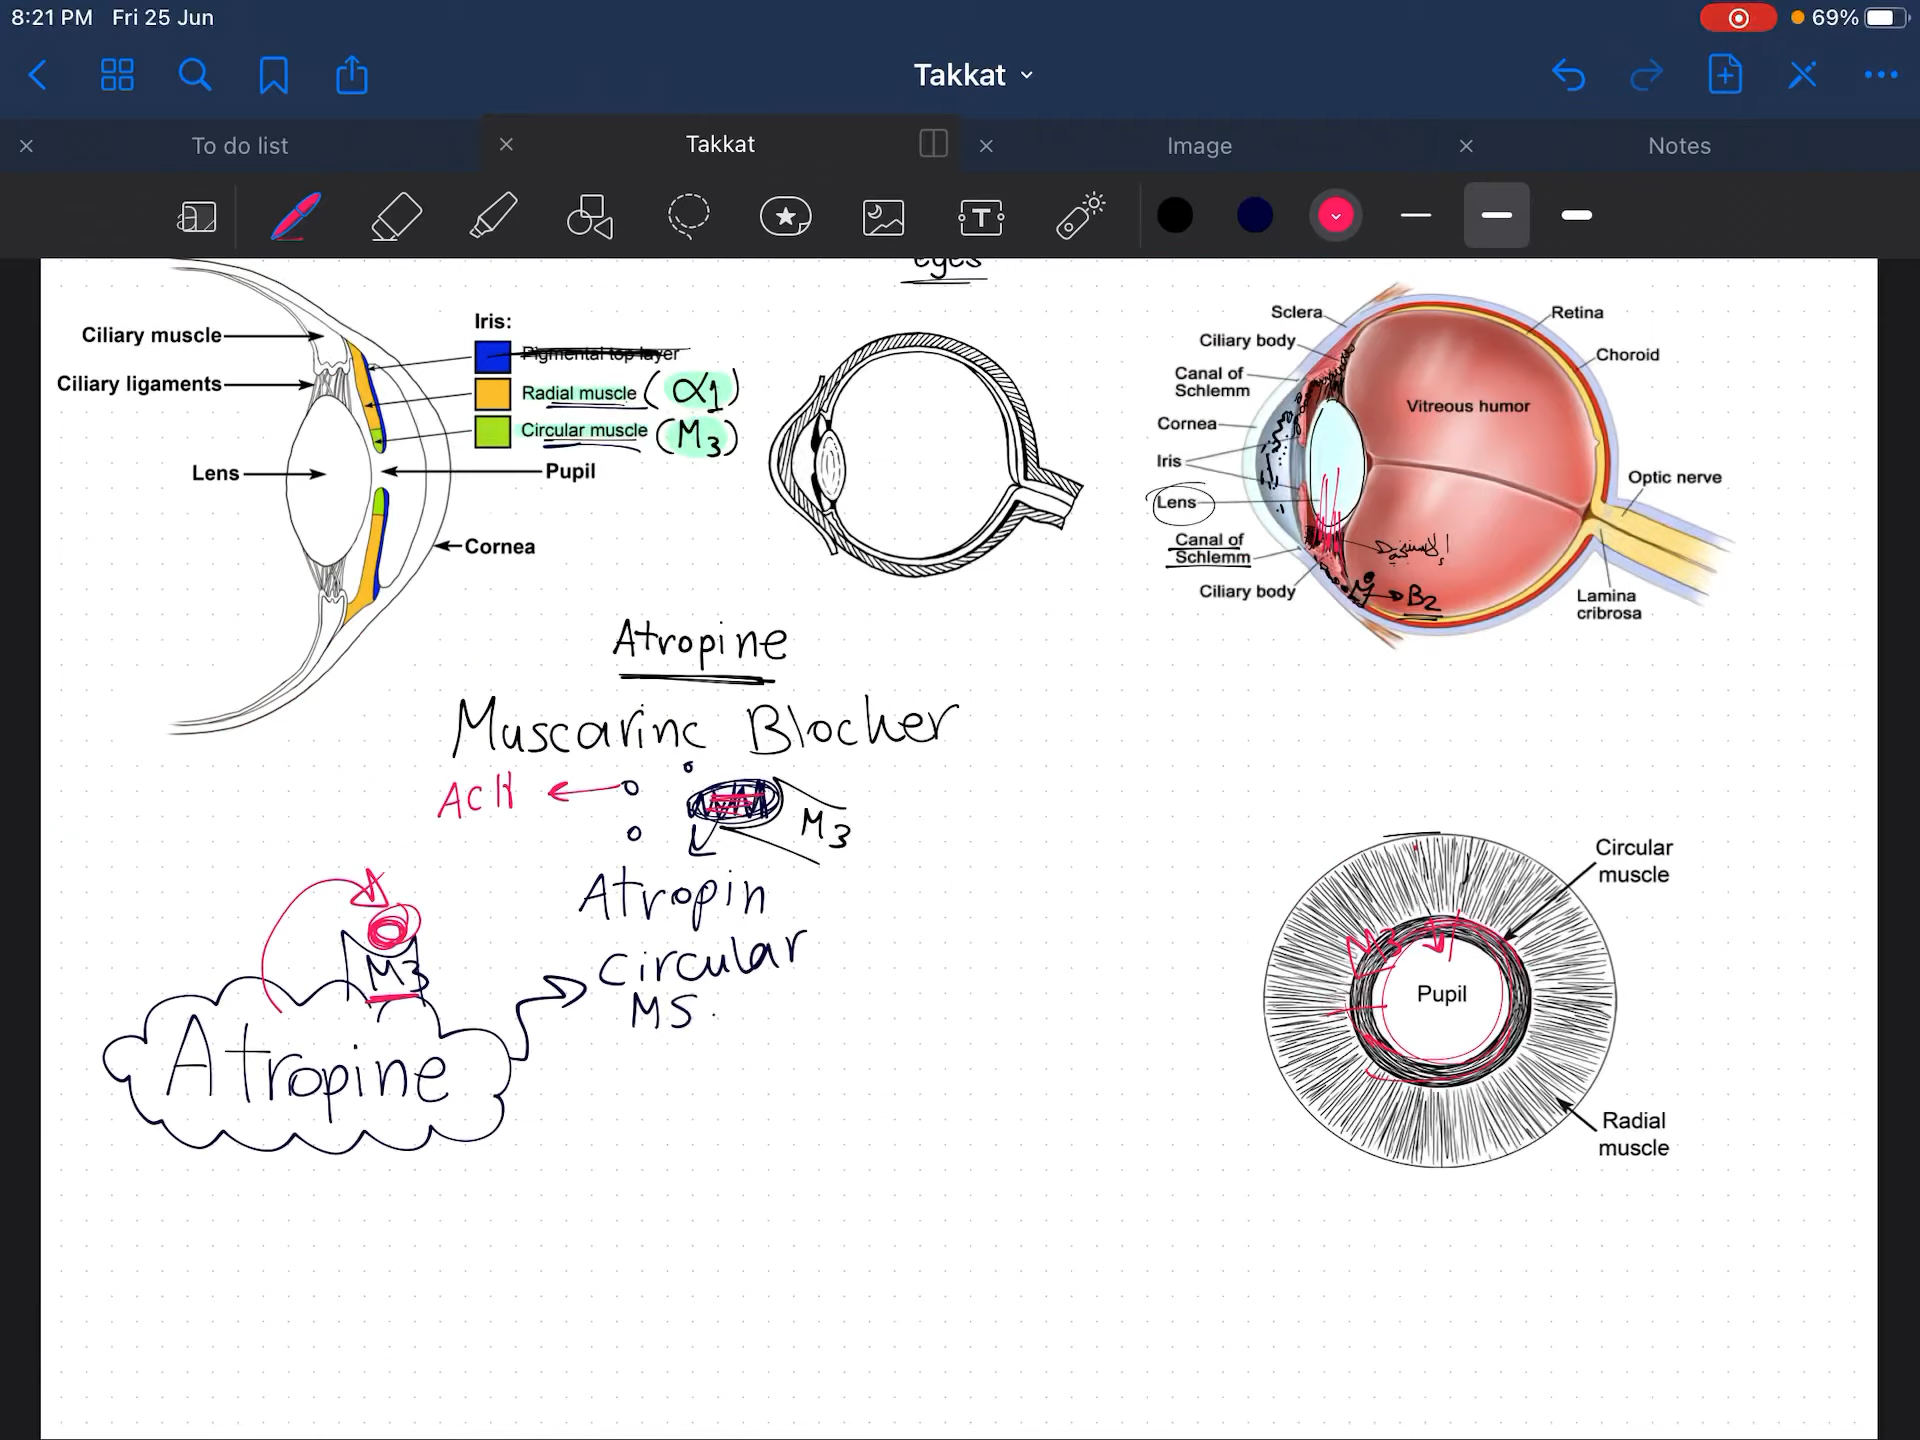 8:21 PM Fri 25 Jun
69%
Takkat
To do list
Takkat
Image
Notes
eyes
Ciliary muscle
Ciliary ligaments
Lens
Iris:
Pigmental top layer
Radial muscle (α1)
Circular muscle (M3)
Pupil
Cornea
Sclera
Ciliary body
Canal of
Schlemm
Cornea
Iris
Lens
Canal of
Schlemm
Ciliary body
Retina
Choroid
Vitreous humor
Optic nerve
Lamina
cribrosa
B2
Atropine
Muscarinc Blocker
ACH
M3
Atropin
Circular
MS.
M3
Atropine
Circular
muscle
M3
Pupil
Radial
muscle